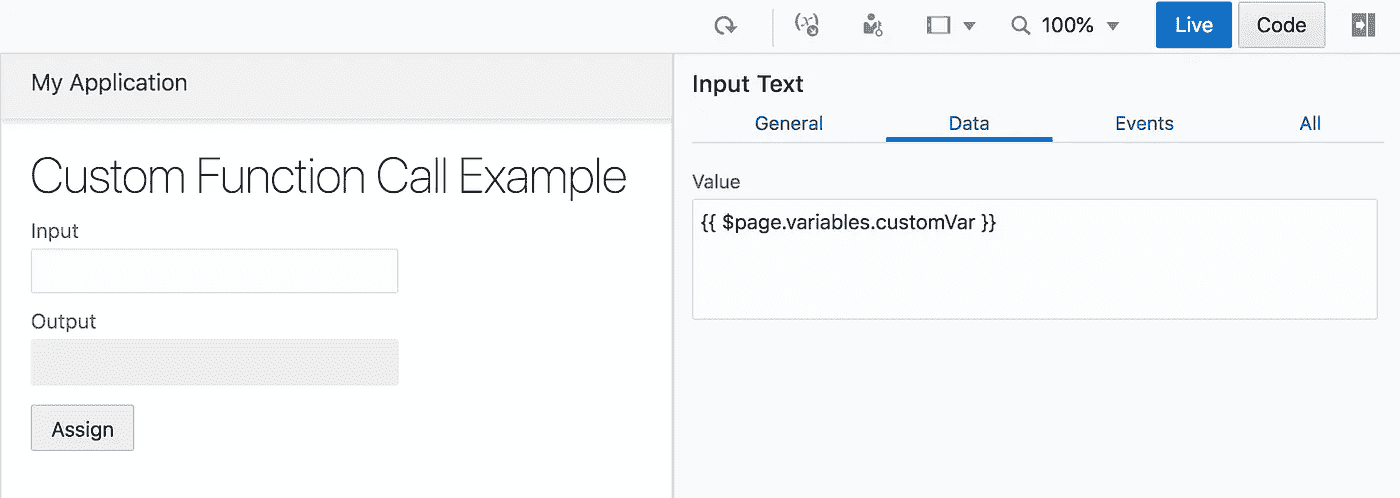 100%
Live
Code
My Application
Custom Function Call Example
Input
Output
Assign
Input Text
General
Data
Events
All
Value
{{ $page.variables.customVar }}